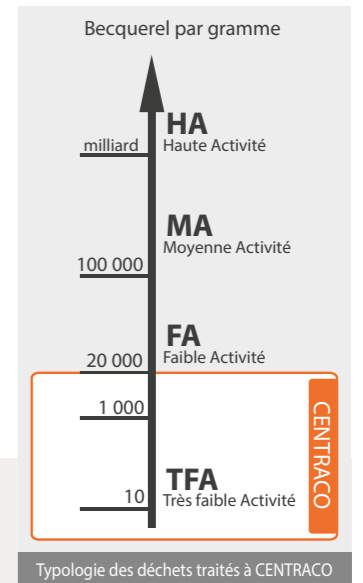 Becquerel par gramme
HA
milliard
Haute Activité
MA
Moyenne Activité
100 000
FA
Faible Activité
20 000
1 000
CENTRACO
TFA
Très faible Activité
10
Typologie des déchets traités à CENTRACO